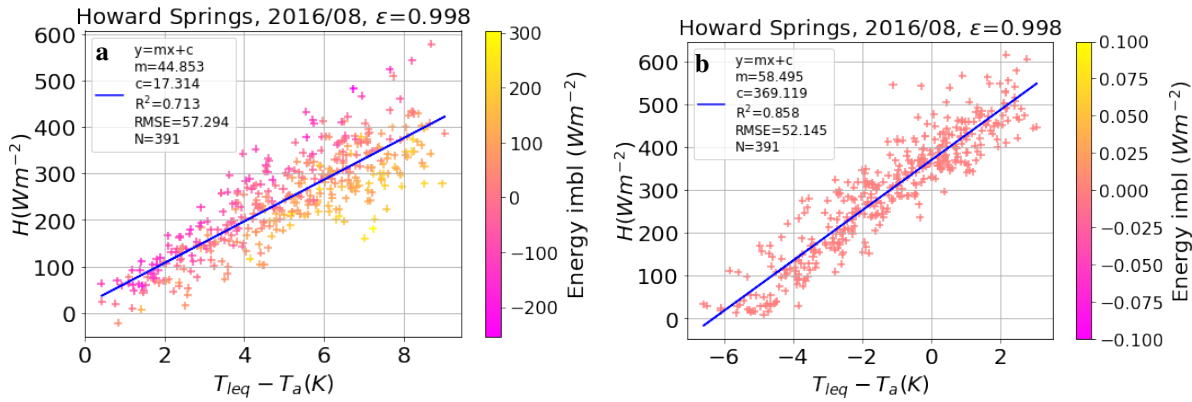 Howard Springs, 2016/08, ε=0.998
a
y=mx+c
m=44.853
c=17.314
R²=0.713
RMSE=57.294
N=391
600
500
400
300
200
100
0
H(Wm⁻²)
0 2 4 6 8
T_leq − T_a(K)
300
200
100
0
−100
−200
Energy imbl (Wm⁻²)
Howard Springs, 2016/08, ε=0.998
b
y=mx+c
m=58.495
c=369.119
R²=0.858
RMSE=52.145
N=391
600
500
400
300
200
100
0
H(Wm⁻²)
−6 −4 −2 0 2
T_leq − T_a(K)
0.100
0.075
0.050
0.025
0.000
−0.025
−0.050
−0.075
−0.100
Energy imbl (Wm⁻²)